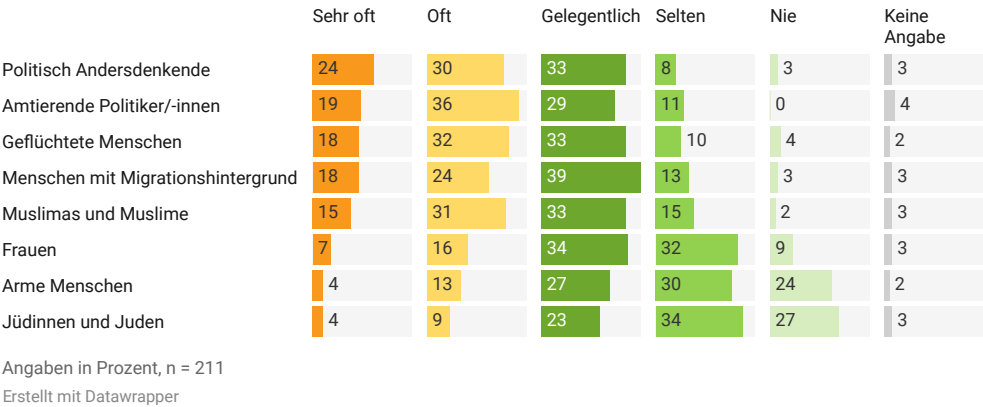 Sehr oft Oft Gelegentlich Selten Nie Keine Angabe
Politisch Andersdenkende 24 30 33 8 3 3
Amtierende Politiker/-innen 19 36 29 11 0 4
Geflüchtete Menschen 18 32 33 10 4 2
Menschen mit Migrationshintergrund 18 24 39 13 3 3
Muslimas und Muslime 15 31 33 15 2 3
Frauen 7 16 34 32 9 3
Arme Menschen 4 13 27 30 24 2
Jüdinnen und Juden 4 9 23 34 27 3
Angaben in Prozent, n = 211
Erstellt mit Datawrapper